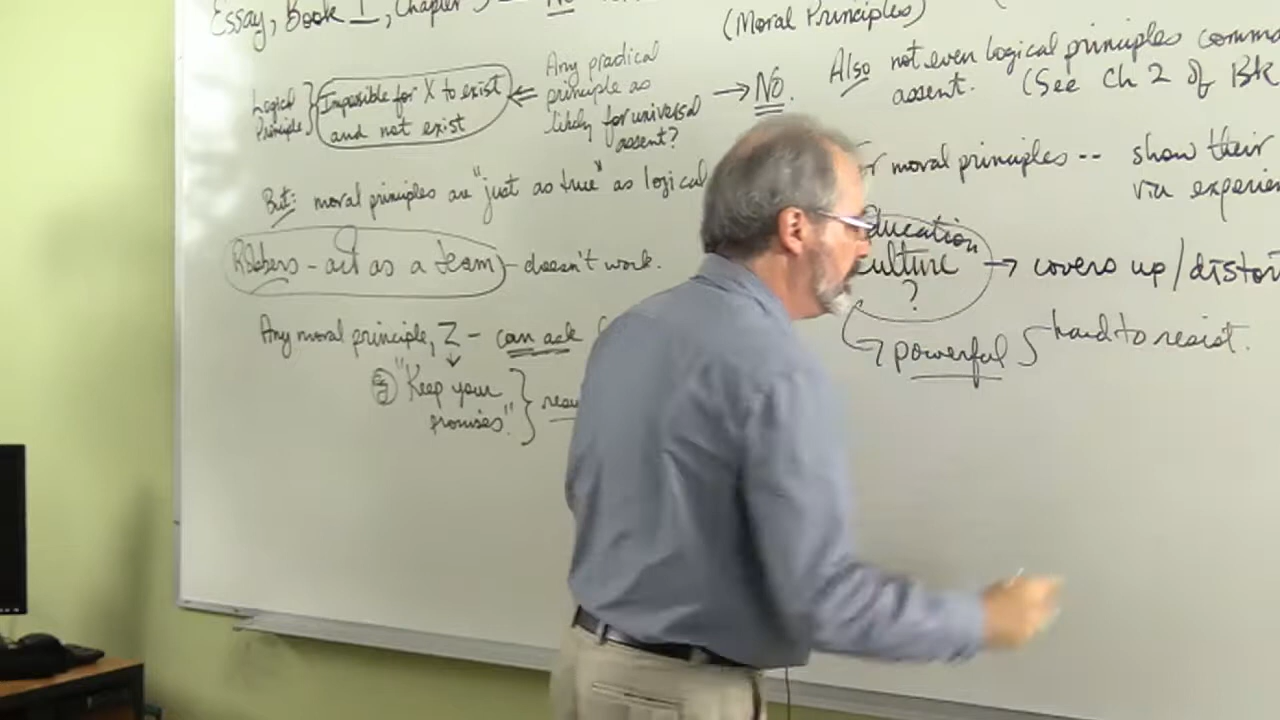 Essay, Book I, Chapter 3 — No
(Moral Principles)
Logical
Principle
Impossible for X to exist
and not exist
Any practical
principle as
likely for universal
assent?
→ No.
Also not even logical principles
assent. (See Ch 2 of Bk
But: moral principles are "just as true" as logical
moral principles -- show their
via
Robbers - act as a team - doesn't work.
Education
Culture
?
→ covers up/
Any moral principle, Z - can ask
powerful hard to resist.
eg "Keep your
promises."